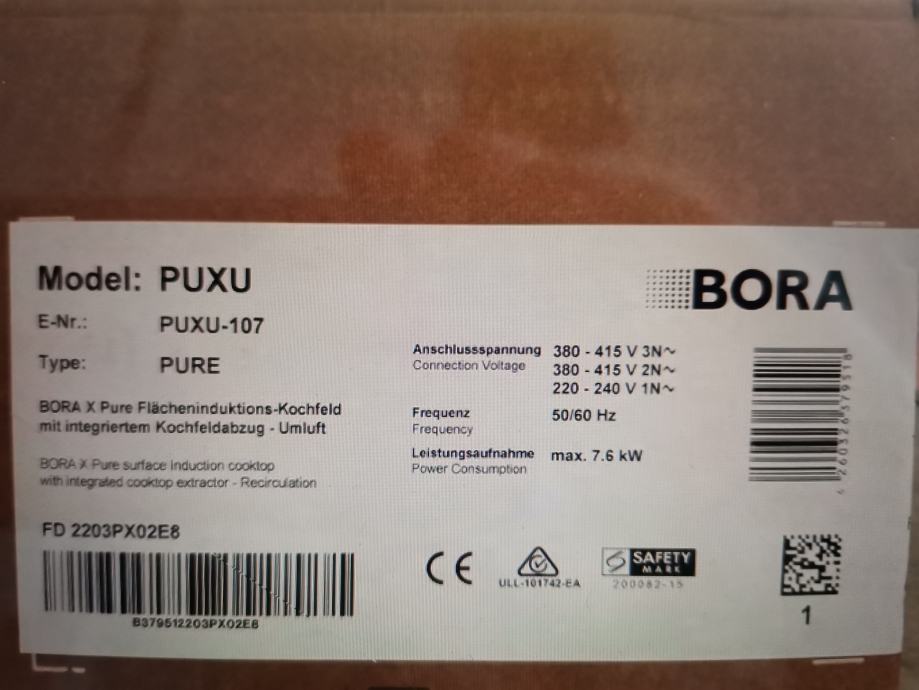 Model: PUXU
BORA
E-Nr.: PUXU-107
Type: PURE
BORA X Pure Flächeninduktions-Kochfeld
mit integriertem Kochfeldabzug - Umluft
BORA X Pure surface induction cooktop
with integrated cooktop extractor - Recirculation
Anschlussspannung 380 - 415 V 3N~
Connection Voltage 380 - 415 V 2N~
220 - 240 V 1N~
Frequenz 50/60 Hz
Frequency
Leistungsaufnahme max. 7.6 kW
Power Consumption
FD 2203PX02E8
B379512203PX02E8
CE
ULL-101742-EA
SAFETY
MARK
200082-15
1